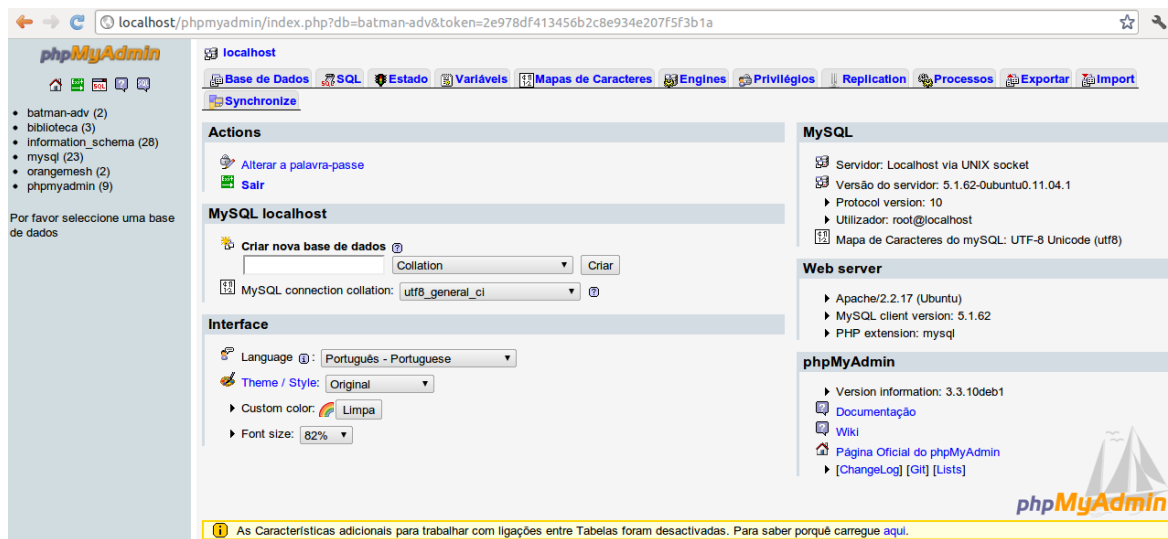 localhost/phpmyadmin/index.php?db=batman-adv&token=2e978df413456b2c8e934e207f5f3b1a
phpMyAdmin
batman-adv (2)
biblioteca (3)
information_schema (28)
mysql (23)
orangemesh (2)
phpmyadmin (9)
Por favor seleccione uma base
de dados
localhost
Base de Dados SQL Estado Variáveis Mapas de Caracteres Engines Privilégios Replication Processos Exportar Import
Synchronize
Actions
Alterar a palavra-passe
Sair
MySQL localhost
Criar nova base de dados
Collation Criar
MySQL connection collation: utf8_general_ci
Interface
Language : Português - Portuguese
Theme / Style: Original
Custom color: Limpa
Font size: 82%
MySQL
Servidor: Localhost via UNIX socket
Versão do servidor: 5.1.62-0ubuntu0.11.04.1
Protocol version: 10
Utilizador: root@localhost
Mapa de Caracteres do mySQL: UTF-8 Unicode (utf8)
Web server
Apache/2.2.17 (Ubuntu)
MySQL client version: 5.1.62
PHP extension: mysql
phpMyAdmin
Version information: 3.3.10deb1
Documentação
Wiki
Página Oficial do phpMyAdmin
[ChangeLog] [Git] [Lists]
phpMyAdmin
As Características adicionais para trabalhar com ligações entre Tabelas foram desactivadas. Para saber porquê carregue aqui.